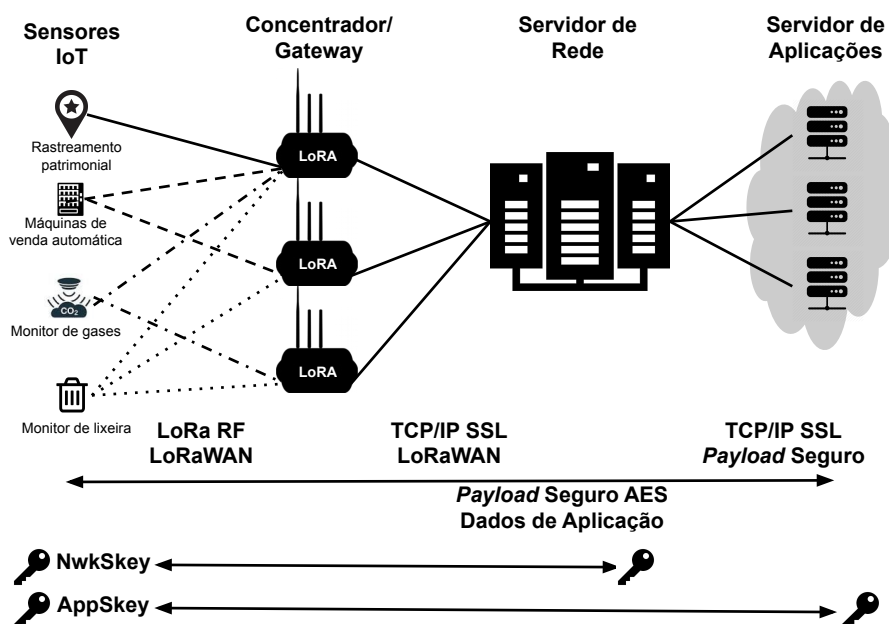 Sensores
IoT
Concentrador/
Gateway
Servidor de
Rede
Servidor de
Aplicações
Rastreamento
patrimonial
Máquinas de
venda automática
CO₂
Monitor de gases
Monitor de lixeira
LoRA
LoRA
LoRA
LoRa RF
LoRaWAN
TCP/IP SSL
LoRaWAN
TCP/IP SSL
Payload Seguro
Payload Seguro AES
Dados de Aplicação
NwkSkey
AppSkey